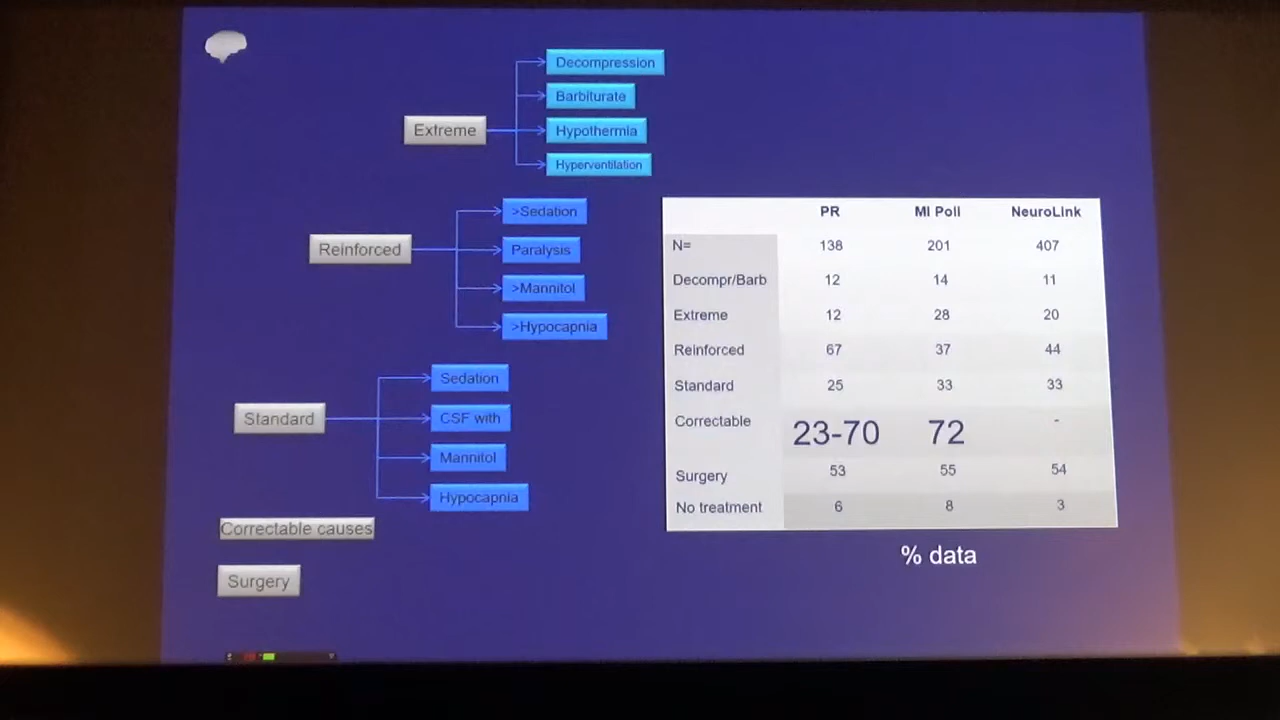 Extreme
Decompression
Barbiturate
Hypothermia
Hyperventilation
Reinforced
>Sedation
Paralysis
>Mannitol
>Hypocapnia
Standard
Sedation
CSF with
Mannitol
Hypocapnia
Correctable causes
Surgery
PR MI Poll NeuroLink
N= 138 201 407
Decompr/Barb 12 14 11
Extreme 12 28 20
Reinforced 67 37 44
Standard 25 33 33
Correctable 23-70 72 -
Surgery 53 55 54
No treatment 6 8 3
% data